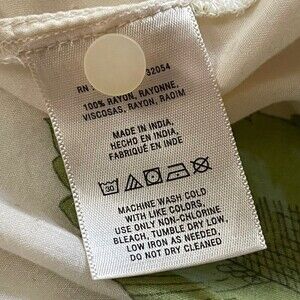 RN 32054
100% RAYON, RAYONNE,
VISCOSAS, RAYON, RAOIM
MADE IN INDIA,
HECHO EN INDIA,
FABRIQUÉ EN INDE
30
MACHINE WASH COLD
WITH LIKE COLORS,
USE ONLY NON-CHLORINE
BLEACH, TUMBLE DRY LOW,
LOW IRON AS NEEDED,
DO NOT DRY CLEANED